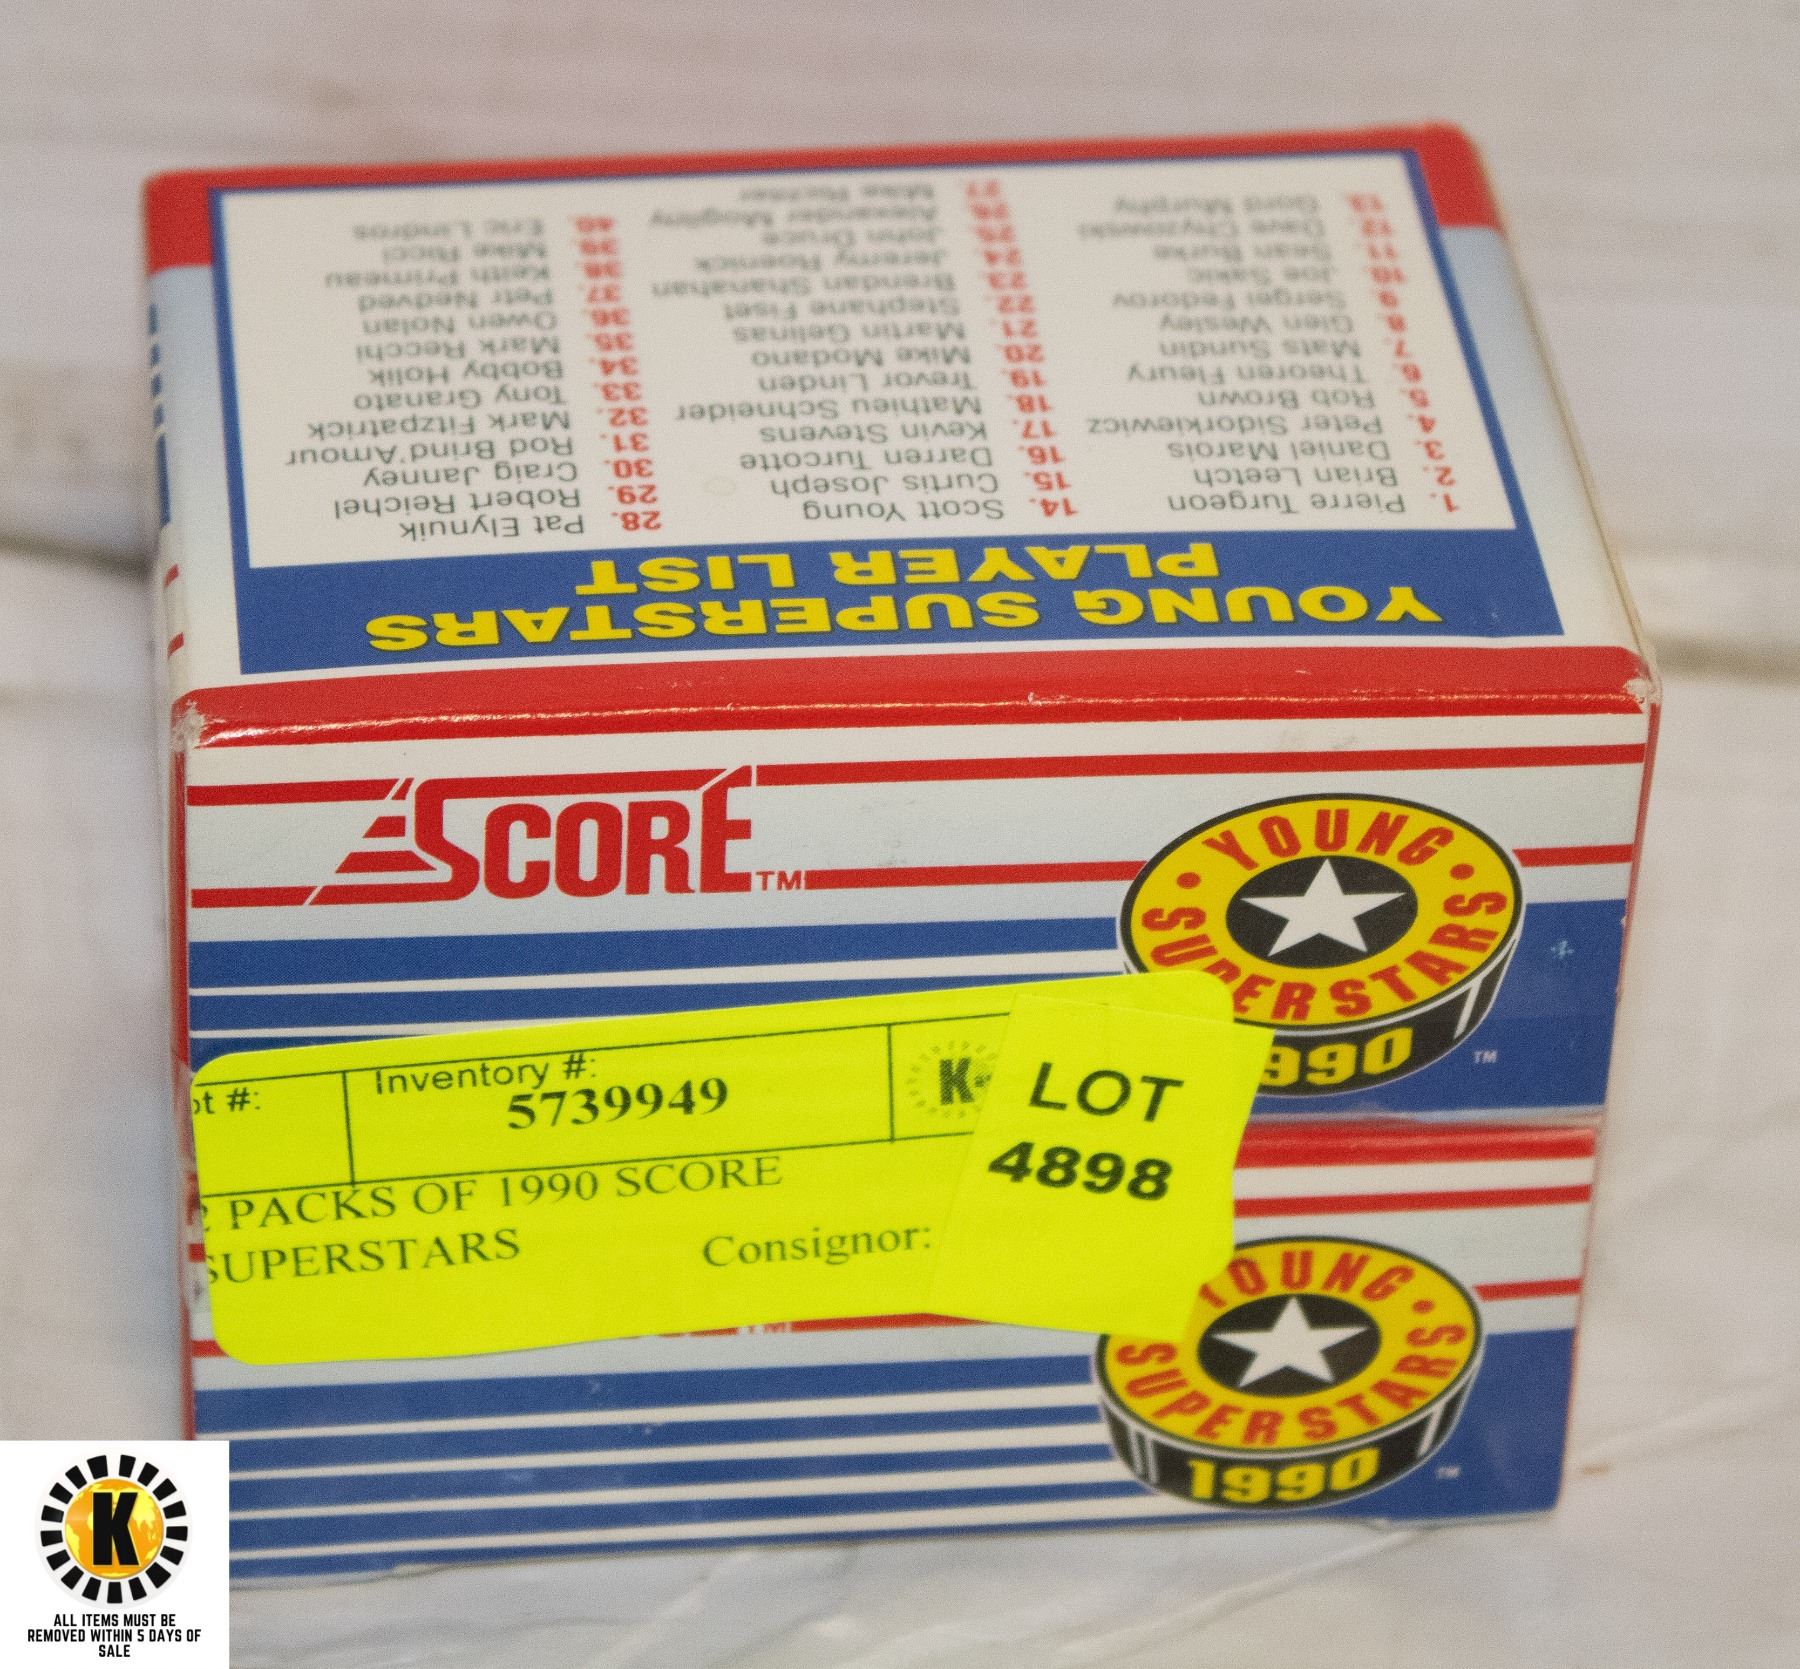 YOUNG SUPERSTARS
PLAYER LIST
1. Pierre Turgeon
2. Brian Leetch
3. Daniel Marois
4. Peter Sidorkiewicz
5. Rob Brown
6. Theoren Fleury
7. Mats Sundin
8. Glen Wesley
9. Sergei Fedorov
10. Joe Sakic
11. Sean Burke
12. Dave Chyzowski
13. Gord Murphy
14. Scott Young
15. Curtis Joseph
16. Darren Turcotte
17. Kevin Stevens
18. Mathieu Schneider
19. Trevor Linden
20. Mike Modano
21. Martin Gelinas
22. Stephane Fiset
23. Brendan Shanahan
24. Jeremy Roenick
25. John Druce
26. Alexander Mogilny
27. Mike Richter
28. Pat Elynuik
29. Robert Reichel
30. Craig Janney
31. Rod Brind'Amour
32. Mark Fitzpatrick
33. Tony Granato
34. Bobby Holik
35. Mark Recchi
36. Owen Nolan
37. Petr Nedved
38. Keith Primeau
39. Mike Ricci
40. Eric Lindros
SCORE TM
YOUNG SUPERSTARS
990 TM
ot #:
Inventory #:
5739949
K
LOT
4898
PACKS OF 1990 SCORE
SUPERSTARS
Consignor:
TM
YOUNG SUPERSTARS
1990 TM
K
ALL ITEMS MUST BE
REMOVED WITHIN 5 DAYS OF
SALE